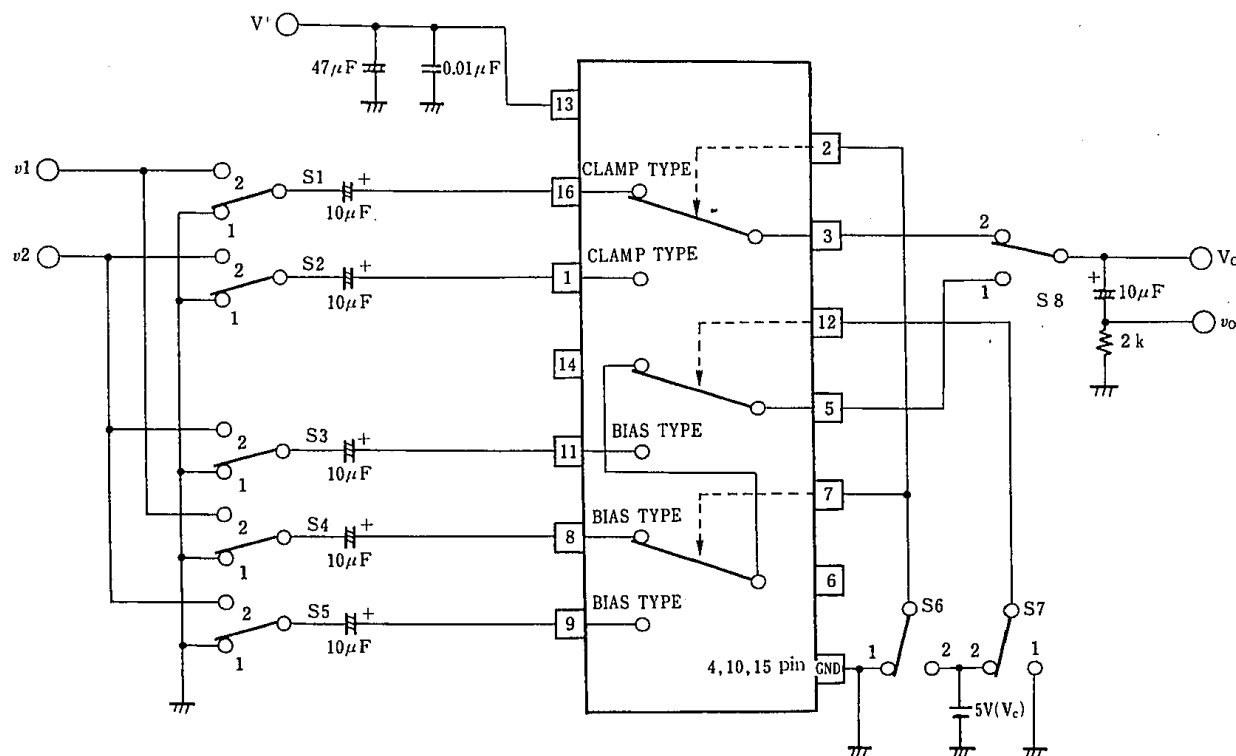 V'
47μF
0.01μF
13
2
v1
2
S1
+
CLAMP TYPE
16
1
10μF
3
2
v2
2
S2
+
CLAMP TYPE
1
1
10μF
1
S8
+
10μF
Vo
vo
2k
12
14
5
2
S3
+
BIAS TYPE
11
1
10μF
7
2
S4
+
BIAS TYPE
8
1
10μF
6
2
S5
+
BIAS TYPE
9
1
10μF
S6
S7
4,10,15 pin
GND
1
2
2
1
5V(Vc)